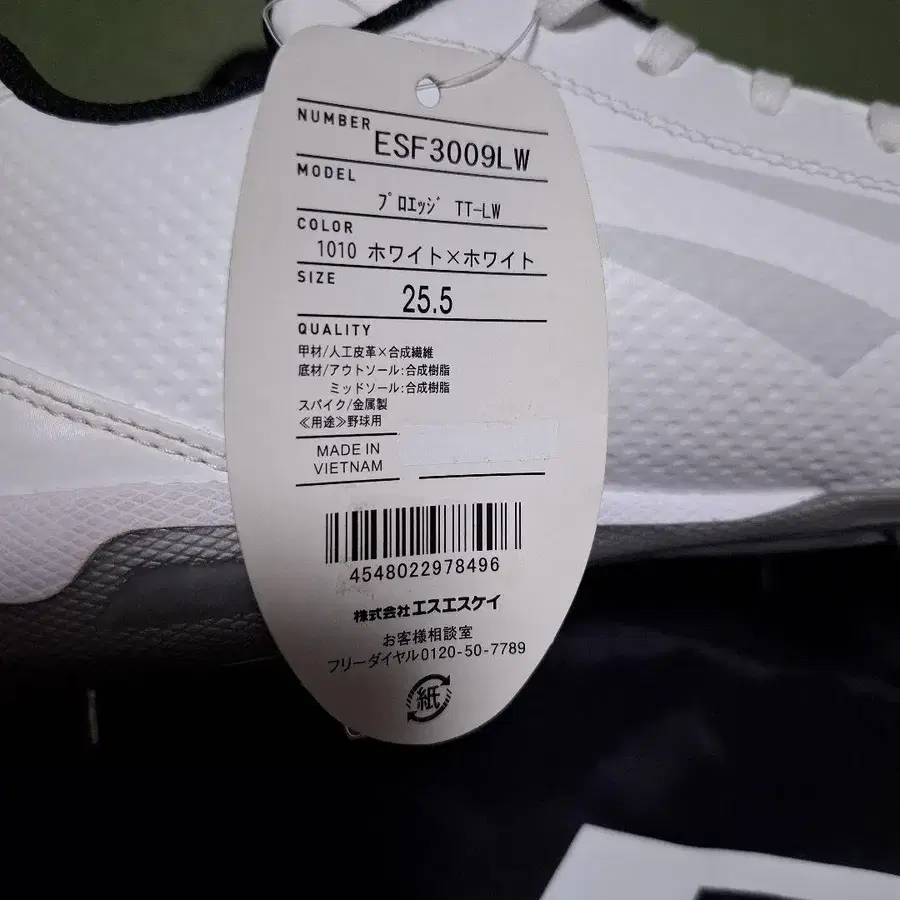 NUMBER
ESF3009LW
MODEL
プロエッジ TT-LW
COLOR
1010 ホワイト×ホワイト
SIZE
25.5
QUALITY
甲材/人工皮革×合成繊維
底材/アウトソール:合成樹脂
ミッドソール:合成樹脂
スパイク/金属製
≪用途≫野球用
MADE IN
VIETNAM
4548022978496
株式会社エスエスケイ
お客様相談室
フリーダイヤル0120-50-7789
紙